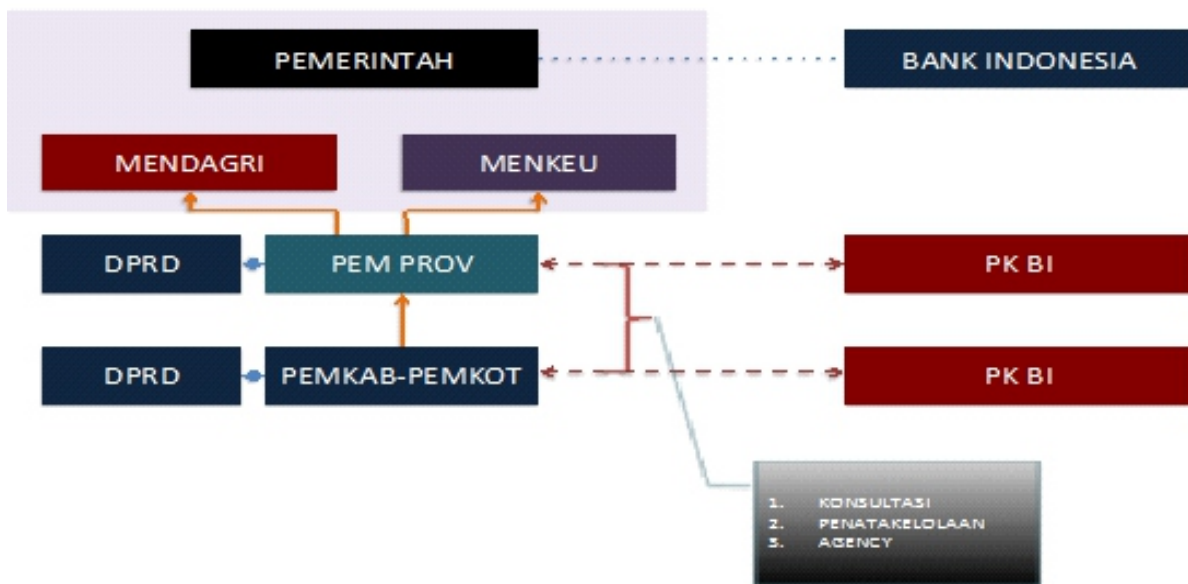 PEMERINTAH
BANK INDONESIA
MENDAGRI
MENKEU
DPRD
PEM PROV
PK BI
DPRD
PEMKAB-PEMKOT
PK BI
1. KONSULTASI
2. PENATAKELOLAAN
3. AGENCY